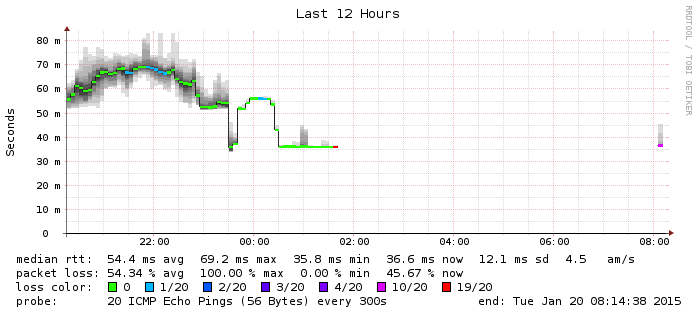 Last 12 Hours
RRDTOOL / TOBI OETIKER
Seconds
80 m
70 m
60 m
50 m
40 m
30 m
20 m
10 m
0
22:00 00:00 02:00 04:00 06:00 08:00
median rtt: 54.4 ms avg 69.2 ms max 35.8 ms min 36.6 ms now 12.1 ms sd 4.5 am/s
packet loss: 54.34 % avg 100.00 % max 0.00 % min 45.67 % now
loss color: 0 1/20 2/20 3/20 4/20 10/20 19/20
probe: 20 ICMP Echo Pings (56 Bytes) every 300s end: Tue Jan 20 08:14:38 2015